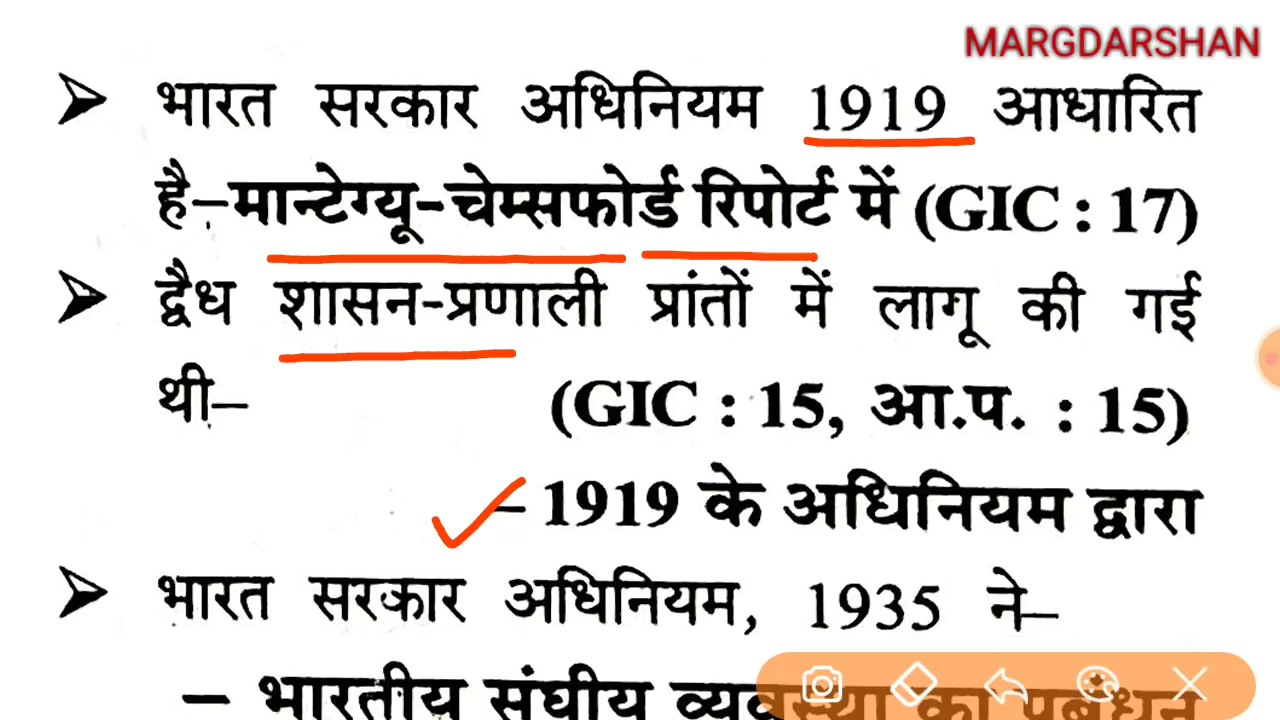 MARGDARSHAN
➢ भारत सरकार अधिनियम 1919 आधारित
है–मान्टेग्यू-चेम्सफोर्ड रिपोर्ट में (GIC : 17)
➢ द्वैध शासन-प्रणाली प्रांतों में लागू की गई
थी– (GIC : 15, आ.प. : 15)
– 1919 के अधिनियम द्वारा
➢ भारत सरकार अधिनियम, 1935 ने–
– भारतीय संघीय व्यवस्था का